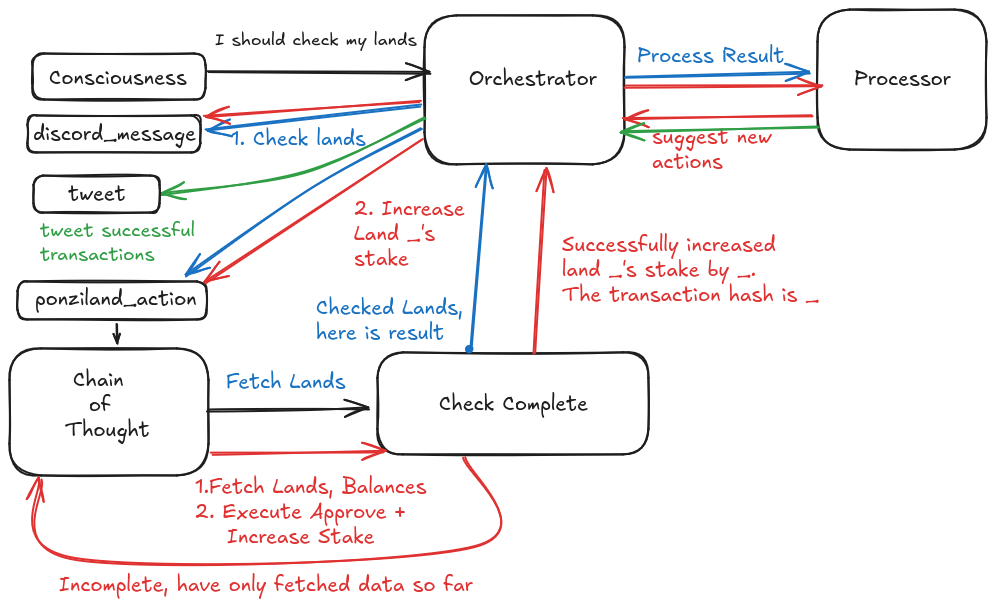 I should check my lands
Consciousness
Orchestrator
Process Result
Processor
discord_message
1. Check lands
suggest new
actions
tweet
tweet successful
transactions
2. Increase
Land _'s
stake
Successfully increased
land _'s stake by _.
The transaction hash is _
ponziland_action
Checked Lands,
here is result
Chain
of
Thought
Fetch Lands
Check Complete
1.Fetch Lands, Balances
2. Execute Approve +
Increase Stake
Incomplete, have only fetched data so far